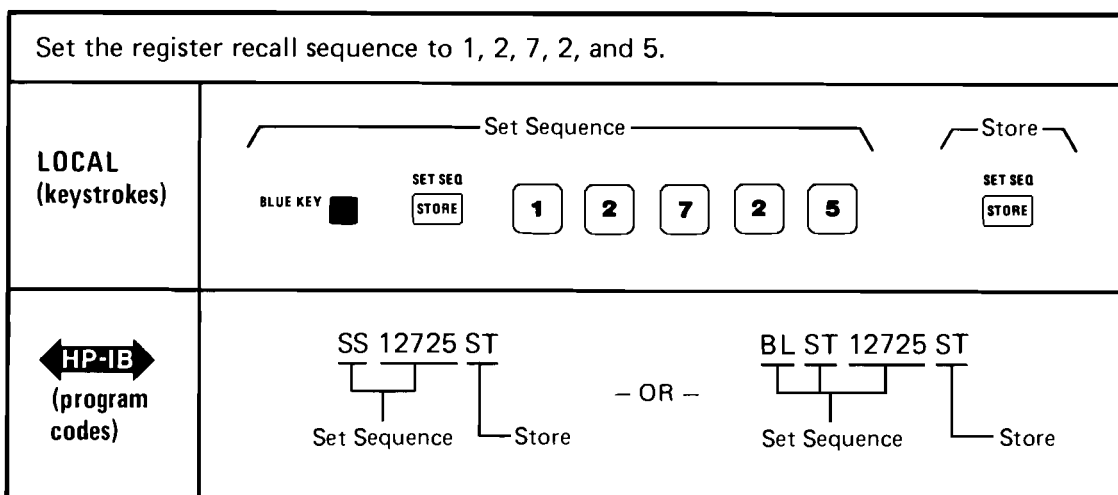 Set the register recall sequence to 1, 2, 7, 2, and 5.
LOCAL
(keystrokes)
Set Sequence
Store
BLUE KEY
SET SEQ
STORE
1 2 7 2 5
SET SEQ
STORE
HP-IB
(program
codes)
SS 12725 ST
Set Sequence
Store
– OR –
BL ST 12725 ST
Set Sequence
Store